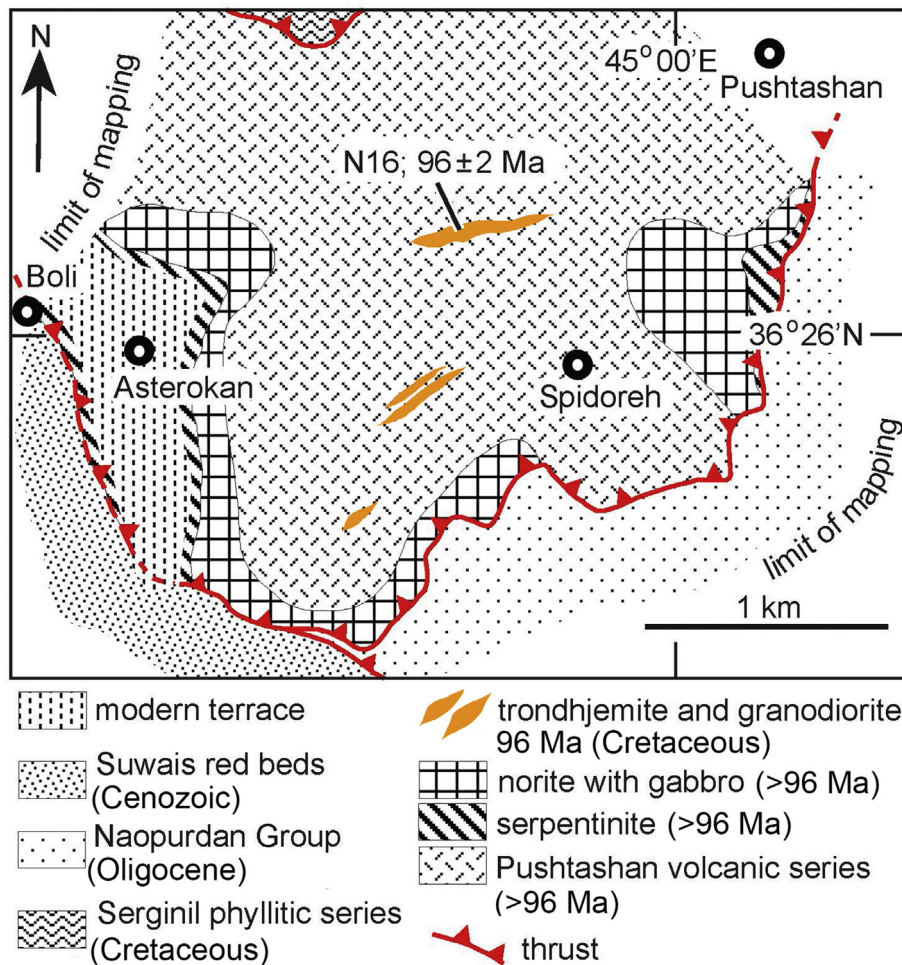 N
45°00'E
Pushtashan
limit of mapping
N16, 96±2 Ma
Boli
36°26'N
Asterokan
Spidoreh
limit of mapping
1 km
modern terrace
Suwais red beds
(Cenozoic)
Naopurdan Group
(Oligocene)
Serginil phyllitic series
(Cretaceous)
trondhjemite and granodiorite
96 Ma (Cretaceous)
norite with gabbro (>96 Ma)
serpentinite (>96 Ma)
Pushtashan volcanic series
(>96 Ma)
thrust